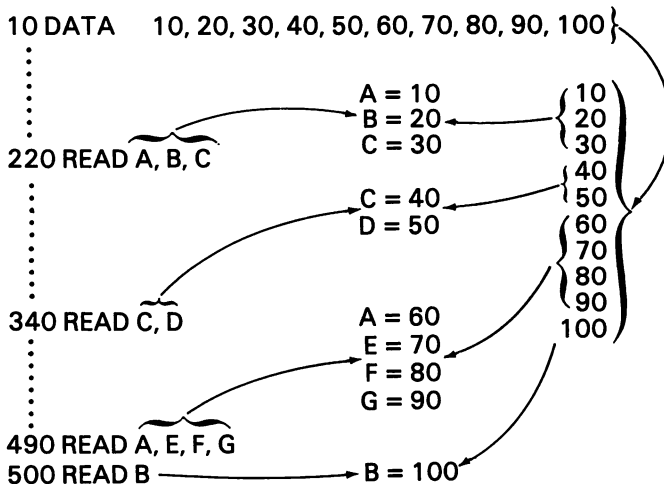 10 DATA 10, 20, 30, 40, 50, 60, 70, 80, 90, 100
A = 10
B = 20
C = 30
10
20
30
220 READ A, B, C
40
50
C = 40
D = 50
60
70
80
90
100
340 READ C, D
A = 60
E = 70
F = 80
G = 90
490 READ A, E, F, G
500 READ B
B = 100